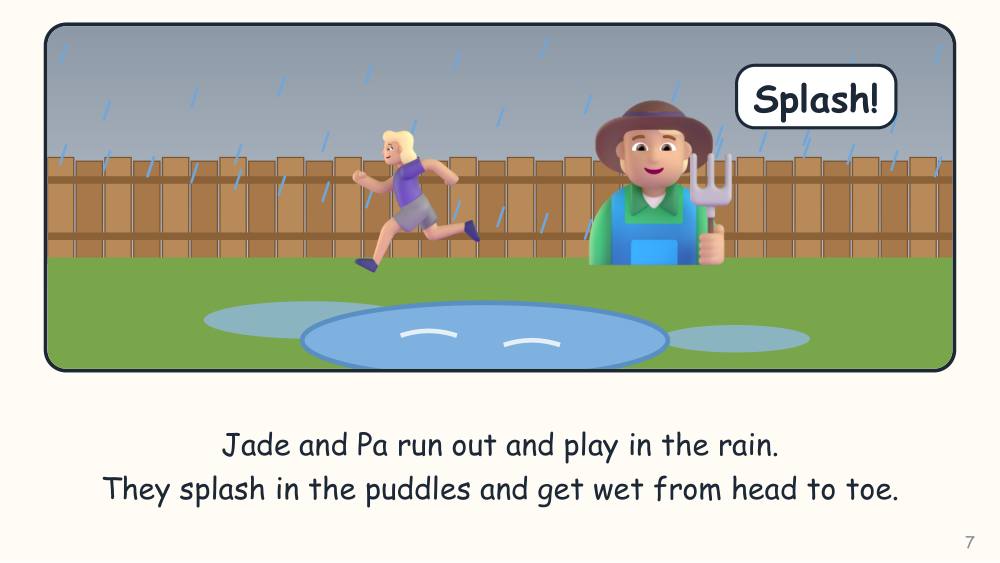 Splash!
Jade and Pa run out and play in the rain.
They splash in the puddles and get wet from head to toe.
7